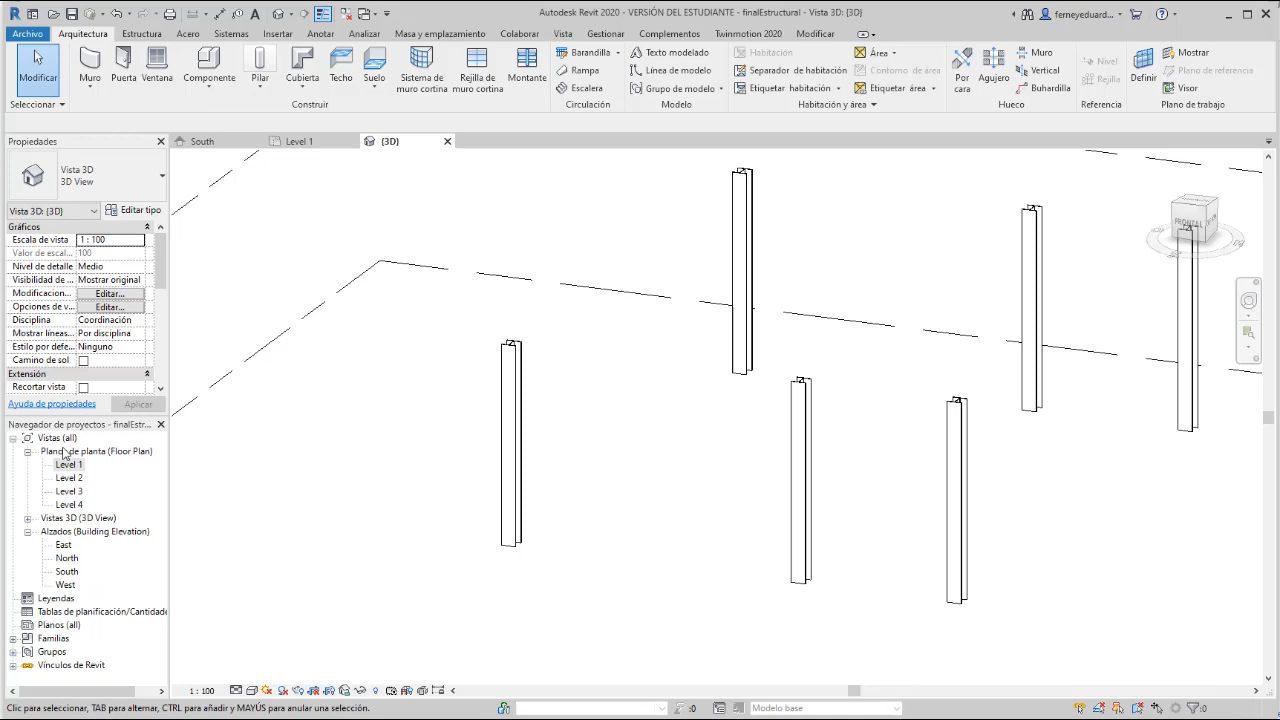 Autodesk Revit 2020 - VERSIÓN DEL ESTUDIANTE - finalEstructural - Vista 3D: {3D}
ferneyeduard...
Archivo Arquitectura Estructura Acero Sistemas Insertar Anotar Analizar Masa y emplazamiento Colaborar Vista Gestionar Complementos Twinmotion 2020 Modificar
Modificar
Muro
Puerta
Ventana
Componente
Pilar
Cubierta
Techo
Suelo
Sistema de
muro cortina
Rejilla de
muro cortina
Montante
Barandilla
Rampa
Escalera
Texto modelado
Línea de modelo
Grupo de modelo
Habitación
Separador de habitación
Etiquetar habitación
Área
Contorno de área
Etiquetar área
Por
cara
Agujero
Muro
Vertical
Buhardilla
Nivel
Rejilla
Definir
Mostrar
Plano de referencia
Visor
Seleccionar
Construir
Circulación
Modelo
Habitación y área
Hueco
Referencia
Plano de trabajo
Propiedades
South
Level 1
{3D}
Vista 3D
3D View
Vista 3D: {3D}
Editar tipo
Gráficos
Escala de vista 1 : 100
Valor de escal... 100
Nivel de detalle Medio
Visibilidad de ... Mostrar original
Modificacion... Editar...
Opciones de v... Editar...
Disciplina Coordinación
Mostrar líneas... Por disciplina
Estilo por defe... Ninguno
Camino de sol
Extensión
Recortar vista
Ayuda de propiedades
Aplicar
Navegador de proyectos - finalEstr...
Vistas (all)
Planos de planta (Floor Plan)
Level 1
Level 2
Level 3
Level 4
Vistas 3D (3D View)
Alzados (Building Elevation)
East
North
South
West
Leyendas
Tablas de planificación/Cantidade
Planos (all)
Familias
Grupos
Vínculos de Revit
FRONTAL
1 : 100
Clic para seleccionar, TAB para alternar, CTRL para añadir y MAYÚS para anular una selección.
:0
Modelo base
:0